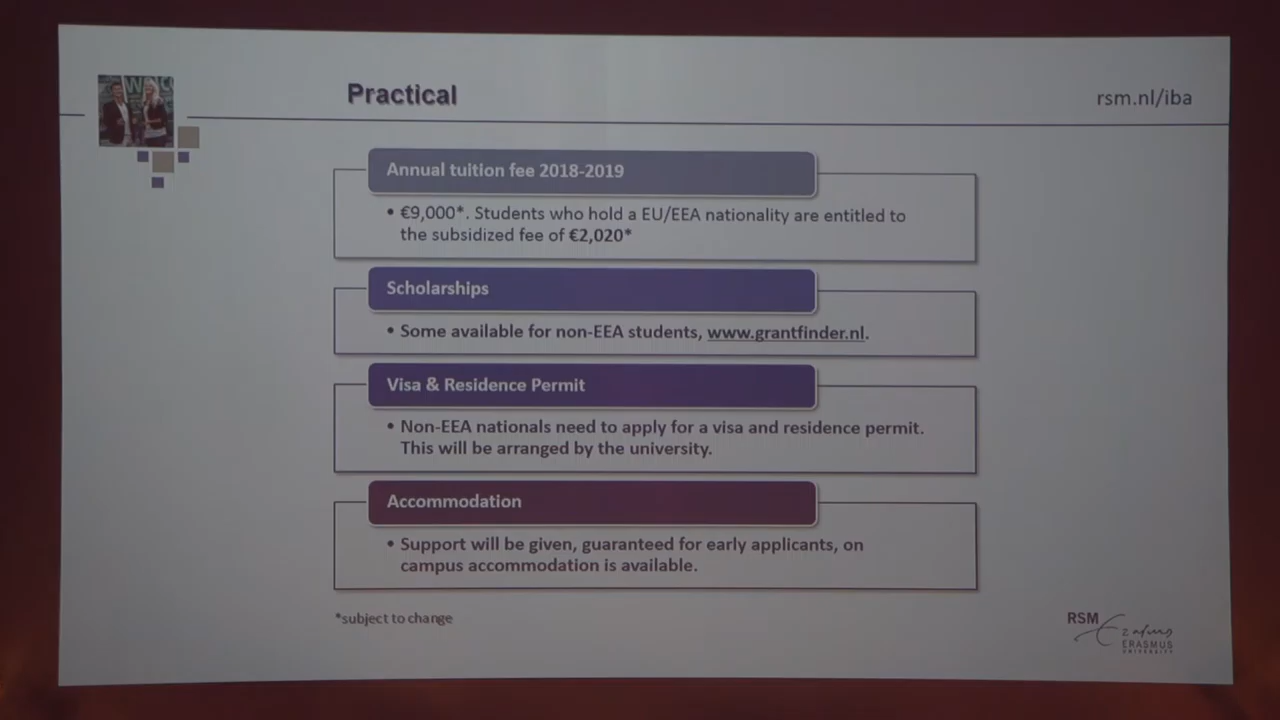 Practical
rsm.nl/iba
Annual tuition fee 2018-2019
• €9,000*. Students who hold a EU/EEA nationality are entitled to
the subsidized fee of €2,020*
Scholarships
• Some available for non-EEA students, www.grantfinder.nl.
Visa & Residence Permit
• Non-EEA nationals need to apply for a visa and residence permit.
This will be arranged by the university.
Accommodation
• Support will be given, guaranteed for early applicants, on
campus accommodation is available.
*subject to change
RSM
Erasmus
ERASMUS
UNIVERSITY